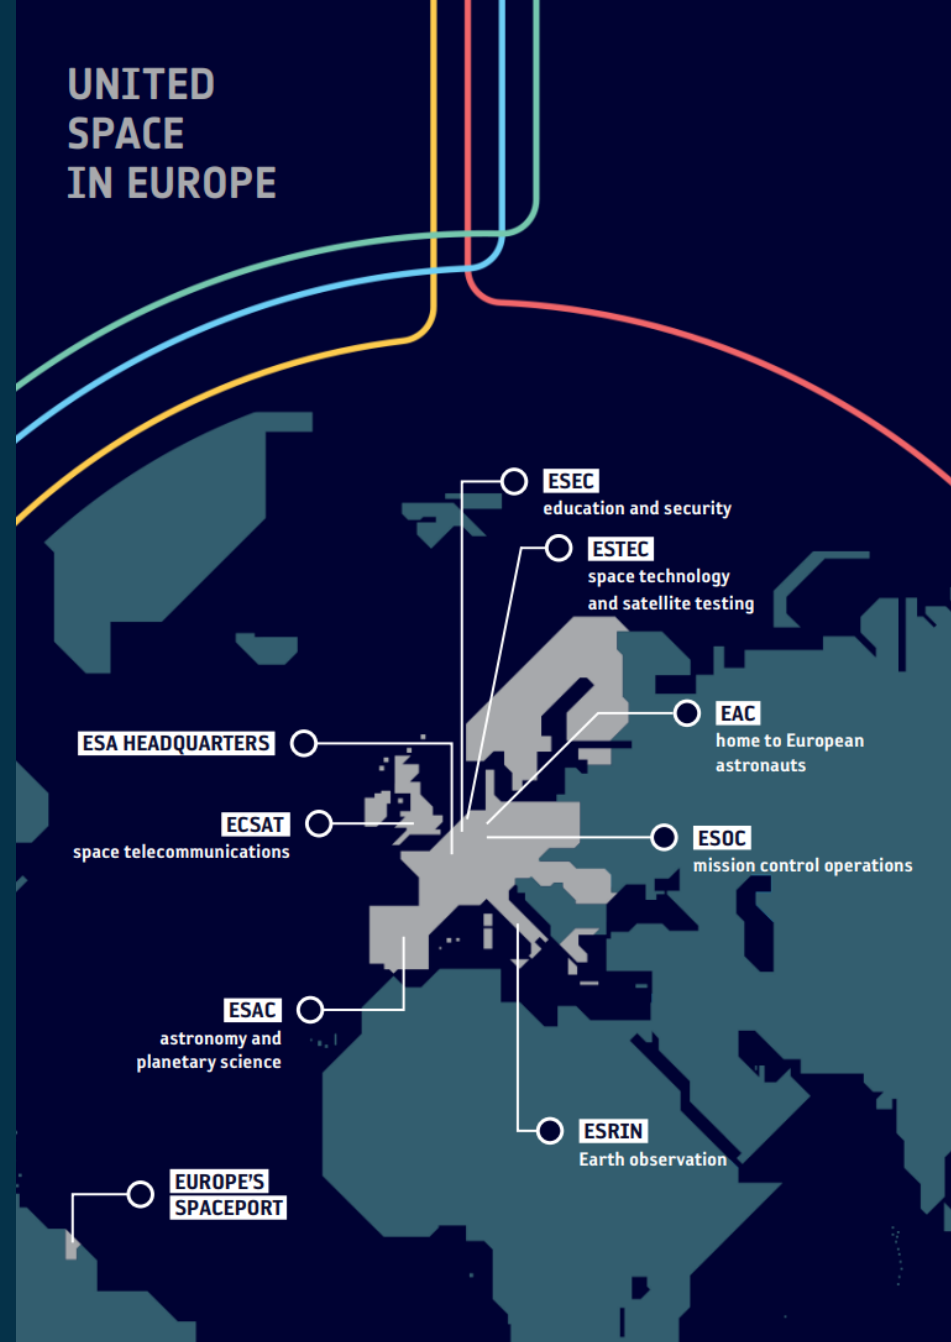 UNITED
SPACE
IN EUROPE
ESEC
education and security
ESTEC
space technology
and satellite testing
EAC
home to European
astronauts
ESA HEADQUARTERS
ECSAT
space telecommunications
ESOC
mission control operations
ESAC
astronomy and
planetary science
ESRIN
Earth observation
EUROPE'S
SPACEPORT